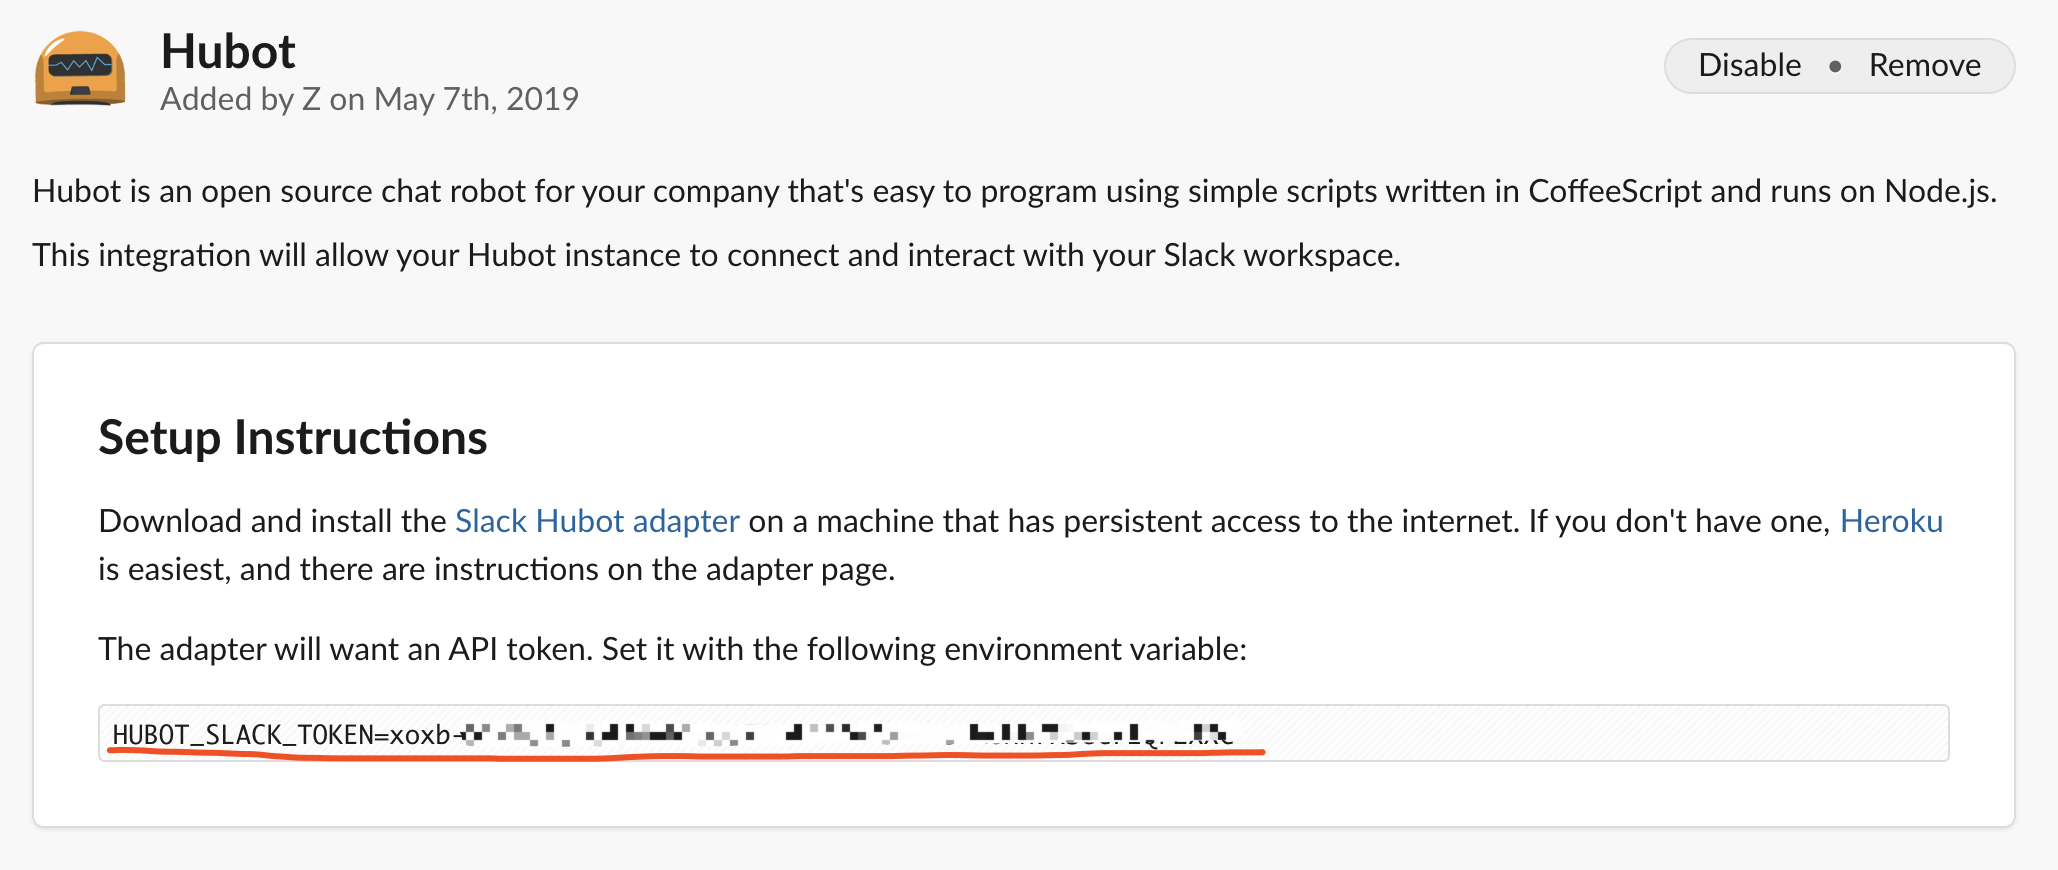 Hubot
Added by Z on May 7th, 2019
Disable • Remove
Hubot is an open source chat robot for your company that's easy to program using simple scripts written in CoffeeScript and runs on Node.js.
This integration will allow your Hubot instance to connect and interact with your Slack workspace.
Setup Instructions
Download and install the Slack Hubot adapter on a machine that has persistent access to the internet. If you don't have one, Heroku
is easiest, and there are instructions on the adapter page.
The adapter will want an API token. Set it with the following environment variable:
HUBOT_SLACK_TOKEN=xoxb-